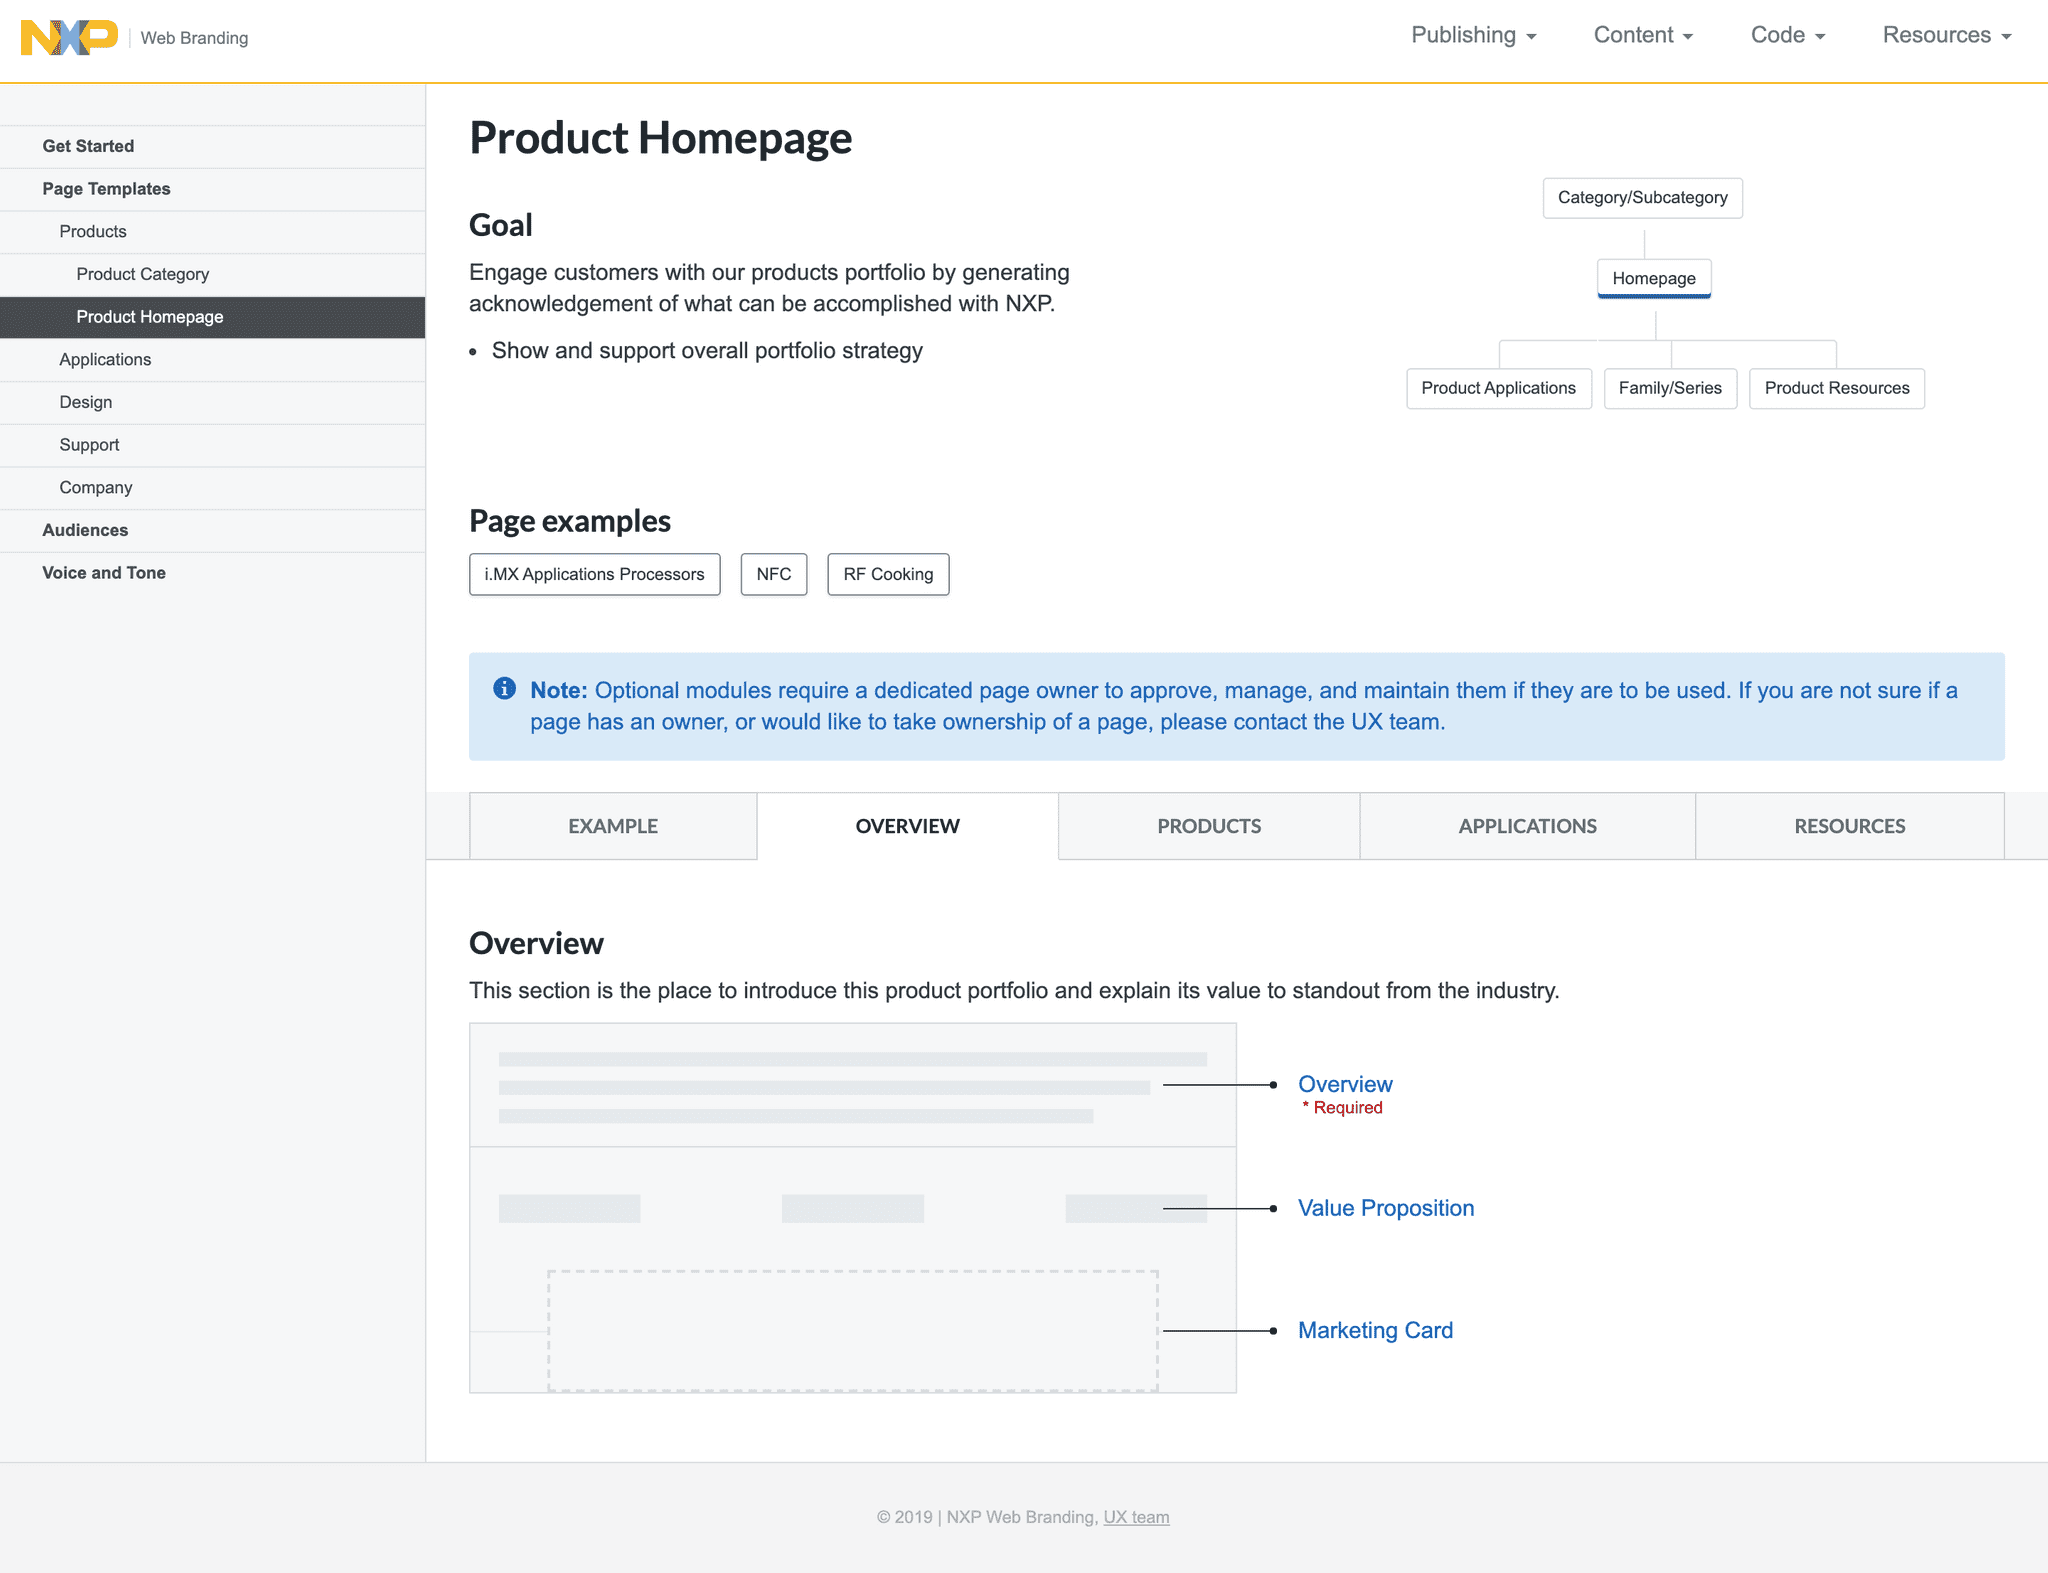 NXP
Web Branding
Publishing
Content
Code
Resources
Get Started
Page Templates
Products
Product Category
Product Homepage
Applications
Design
Support
Company
Audiences
Voice and Tone
Product Homepage
Goal
Engage customers with our products portfolio by generating
acknowledgement of what can be accomplished with NXP.
• Show and support overall portfolio strategy
Category/Subcategory
Homepage
Product Applications
Family/Series
Product Resources
Page examples
i.MX Applications Processors
NFC
RF Cooking
Note: Optional modules require a dedicated page owner to approve, manage, and maintain them if they are to be used. If you are not sure if a
page has an owner, or would like to take ownership of a page, please contact the UX team.
EXAMPLE
OVERVIEW
PRODUCTS
APPLICATIONS
RESOURCES
Overview
This section is the place to introduce this product portfolio and explain its value to standout from the industry.
Overview
* Required
Value Proposition
Marketing Card
© 2019 | NXP Web Branding, UX team